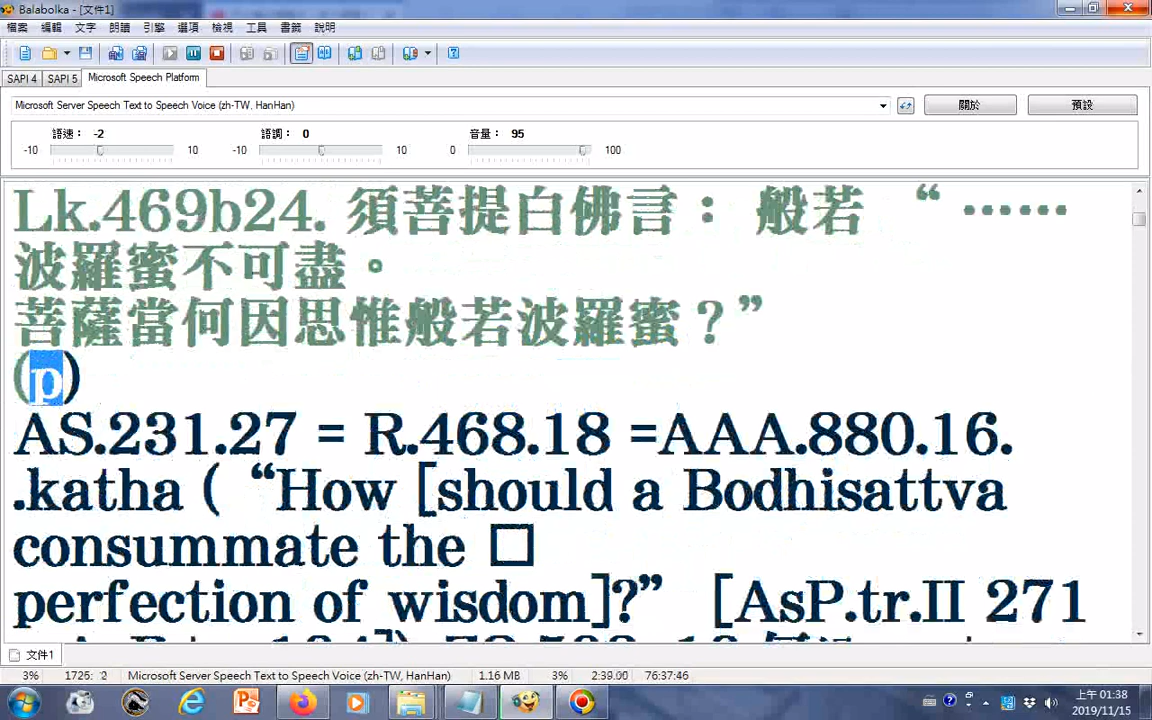 Balabolka - [文件1]
檔案 編輯 文字 朗讀 引擎 選項 檢視 工具 書籤 說明
SAPI 4 SAPI 5 Microsoft Speech Platform
Microsoft Server Speech Text to Speech Voice (zh-TW, HanHan) 關於 預設
語速： -2 語調： 0 音量： 95
-10 10 -10 10 0 100
Lk.469b24. 須菩提白佛言： 般若 “ ······
波羅蜜不可盡。
菩薩當何因思惟般若波羅蜜？”
(p)
AS.231.27 = R.468.18 =AAA.880.16.
.katha ( “How [should a Bodhisattva
consummate the □
perfection of wisdom]?” [AsP.tr.II 271
文件1
3% 1725: 2 Microsoft Server Speech Text to Speech Voice (zh-TW, HanHan) 1.16 MB 3% 2:39.00 76:37:46
上午 01:38
2019/11/15